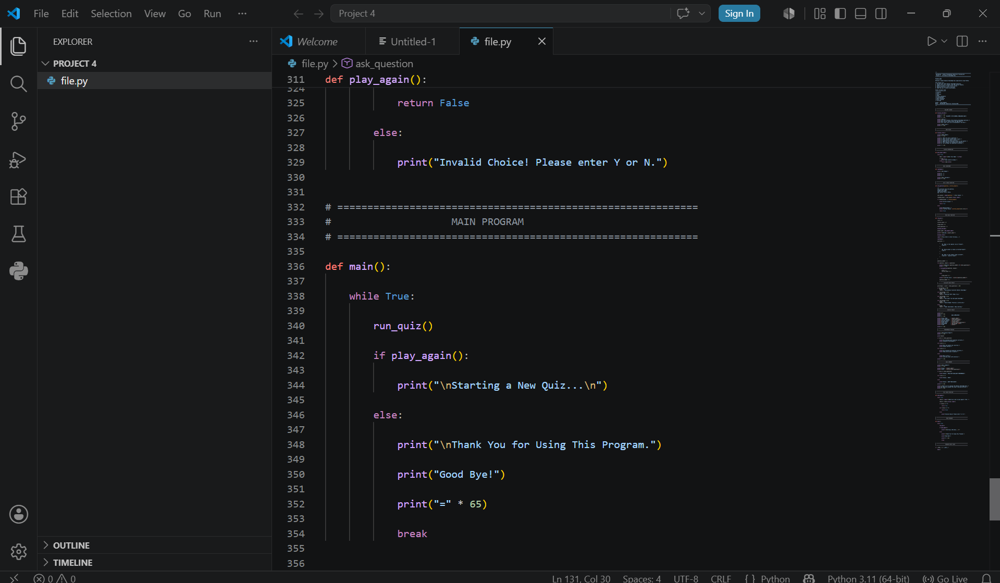 File Edit Selection View Go Run ··· Project 4 Sign In
EXPLORER ···
PROJECT 4
file.py
OUTLINE
TIMELINE
Welcome Untitled-1 file.py
file.py > ask_question
311 def play_again():
324
325 return False
326
327 else:
328
329 print("Invalid Choice! Please enter Y or N.")
330
331
332 # ============================================================
333 # MAIN PROGRAM
334 # ============================================================
335
336 def main():
337
338 while True:
339
340 run_quiz()
341
342 if play_again():
343
344 print("\nStarting a New Quiz...\n")
345
346 else:
347
348 print("\nThank You for Using This Program.")
349
350 print("Good Bye!")
351
352 print("=" * 65)
353
354 break
355
356
0 0 Ln 131, Col 30 Spaces: 4 UTF-8 CRLF { } Python Python 3.11 (64-bit) Go Live